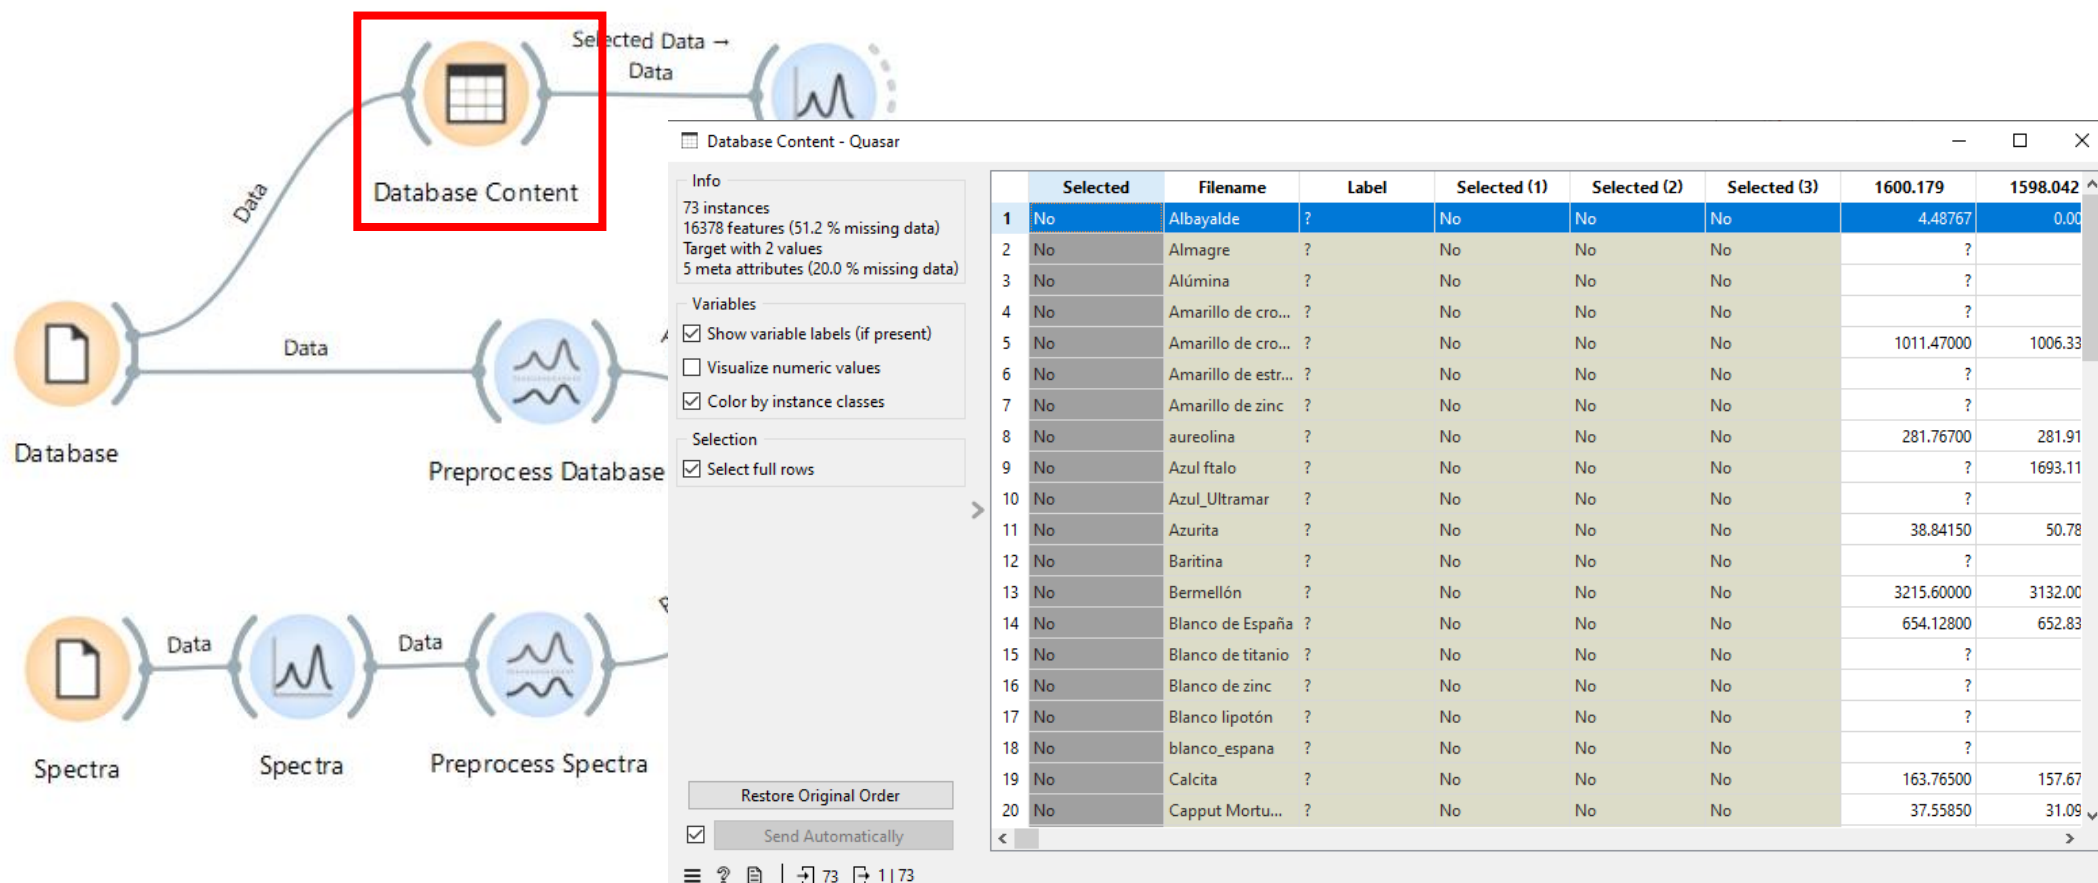 Selected Data →
Data
Data
Database Content
Database
Data
Preprocess Database
Spectra
Data
Spectra
Data
Preprocess Spectra
Database Content - Quasar
Info
73 instances
16378 features (51.2 % missing data)
Target with 2 values
5 meta attributes (20.0 % missing data)
Variables
Show variable labels (if present)
Visualize numeric values
Color by instance classes
Selection
Select full rows
Restore Original Order
Send Automatically
73 1 | 73
Selected Filename Label Selected (1) Selected (2) Selected (3) 1600.179 1598.042
1 No Albayalde ? No No No 4.48767 0.00
2 No Almagre ? No No No ?
3 No Alúmina ? No No No ?
4 No Amarillo de cro... ? No No No ?
5 No Amarillo de cro... ? No No No 1011.47000 1006.33
6 No Amarillo de estr... ? No No No ?
7 No Amarillo de zinc ? No No No ?
8 No aureolina ? No No No 281.76700 281.91
9 No Azul ftalo ? No No No ? 1693.11
10 No Azul_Ultramar ? No No No ?
11 No Azurita ? No No No 38.84150 50.78
12 No Baritina ? No No No ?
13 No Bermellón ? No No No 3215.60000 3132.00
14 No Blanco de España ? No No No 654.12800 652.83
15 No Blanco de titanio ? No No No ?
16 No Blanco de zinc ? No No No ?
17 No Blanco lipotón ? No No No ?
18 No blanco_espana ? No No No ?
19 No Calcita ? No No No 163.76500 157.67
20 No Capput Mortu... ? No No No 37.55850 31.09